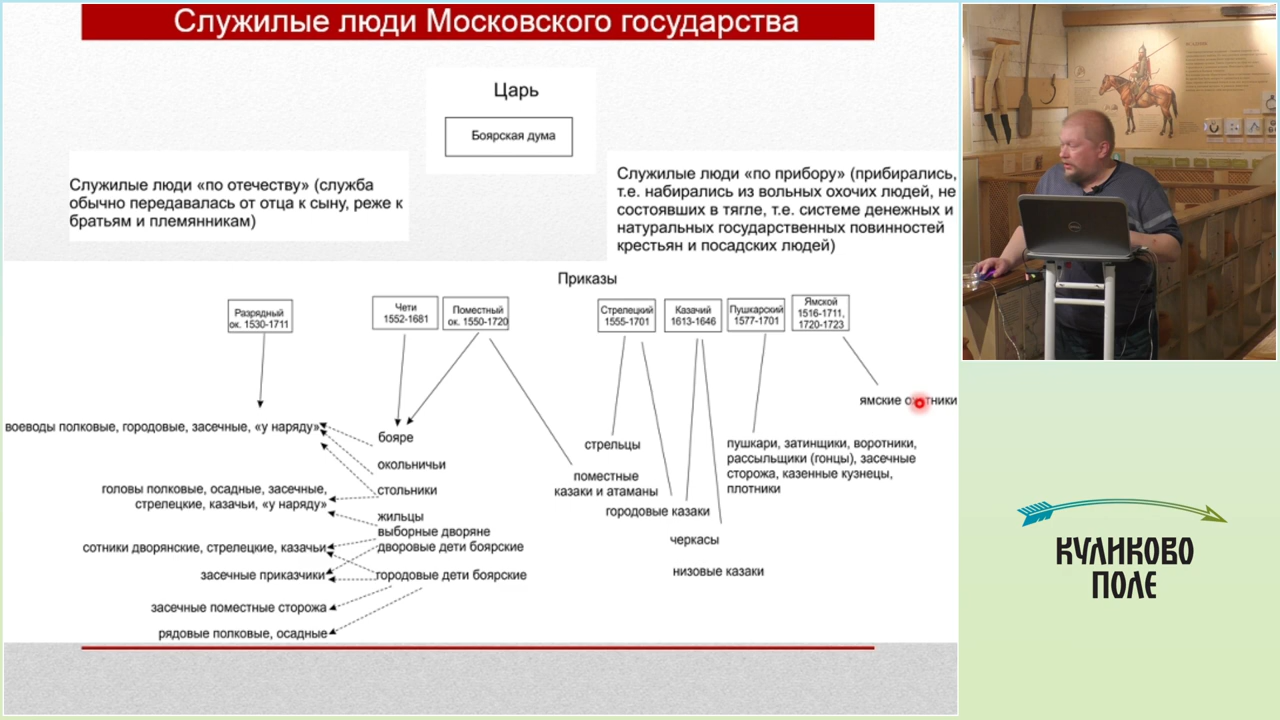 Служилые люди Московского государства
Царь
Боярская дума
Служилые люди «по отечеству» (служба
обычно передавалась от отца к сыну, реже к
братьям и племянникам)
Служилые люди «по прибору» (прибирались,
т.е. набирались из вольных охочих людей, не
состоявших в тягле, т.е. системе денежных и
натуральных государственных повинностей
крестьян и посадских людей)
Приказы
Разрядный
ок. 1530-1711
Чети
1552-1681
Поместный
ок. 1550-1720
Стрелецкий
1555-1701
Казачий
1613-1646
Пушкарский
1577-1701
Ямской
1516-1711,
1720-1723
воеводы полковые, городовые, засечные, «у наряду»
головы полковые, осадные, засечные,
стрелецкие, казачьи, «у наряду»
сотники дворянские, стрелецкие, казачьи
засечные приказчики
засечные поместные сторожа
рядовые полковые, осадные
бояре
окольничьи
стольники
жильцы
выборные дворяне
дворовые дети боярские
городовые дети боярские
стрельцы
поместные
казаки и атаманы
городовые казаки
черкасы
низовые казаки
пушкари, затинщики, воротники,
рассыльщики (гонцы), засечные
сторожа, казенные кузнецы,
плотники
ямские охотники
DELL
КУЛИКОВО
ПОЛЕ